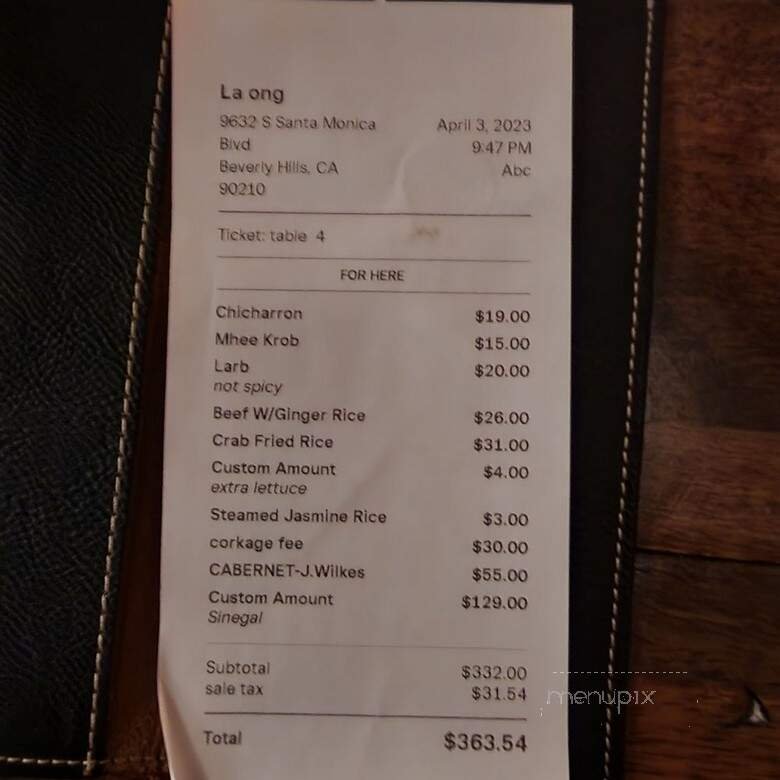 La ong
9632 S Santa Monica April 3, 2023
Blvd 9:47 PM
Beverly Hills, CA Abc
90210
Ticket: table 4
FOR HERE
Chicharron $19.00
Mhee Krob $15.00
Larb $20.00
not spicy
Beef W/Ginger Rice $26.00
Crab Fried Rice $31.00
Custom Amount $4.00
extra lettuce
Steamed Jasmine Rice $3.00
corkage fee $30.00
CABERNET-J.Wilkes $55.00
Custom Amount $129.00
Sinegal
Subtotal $332.00
sale tax $31.54
menupix
Total $363.54